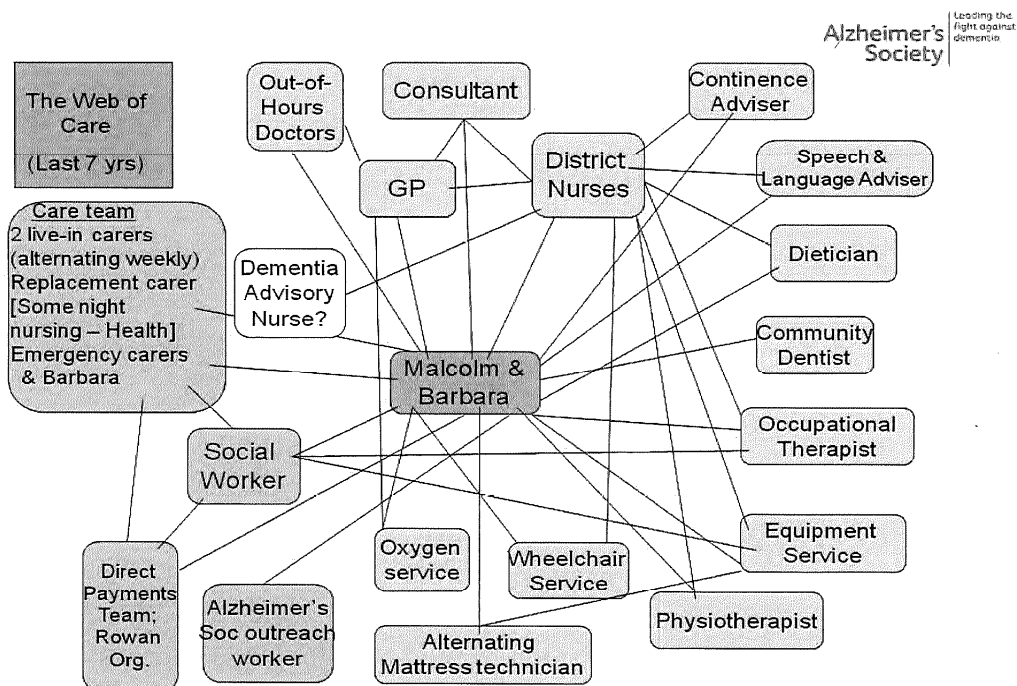 Alzheimer's
Society
Leading the
fight against
dementia
The Web of
Care
(Last 7 yrs)
Out-of-
Hours
Doctors
Consultant
Continence
Adviser
GP
District
Nurses
Speech &
Language Adviser
Care team
2 live-in carers
(alternating weekly)
Replacement carer
[Some night
nursing – Health]
Emergency carers
& Barbara
Dementia
Advisory
Nurse?
Dietician
Malcolm &
Barbara
Community
Dentist
Social
Worker
Occupational
Therapist
Direct
Payments
Team;
Rowan
Org.
Alzheimer's
Soc outreach
worker
Oxygen
service
Wheelchair
Service
Equipment
Service
Alternating
Mattress technician
Physiotherapist